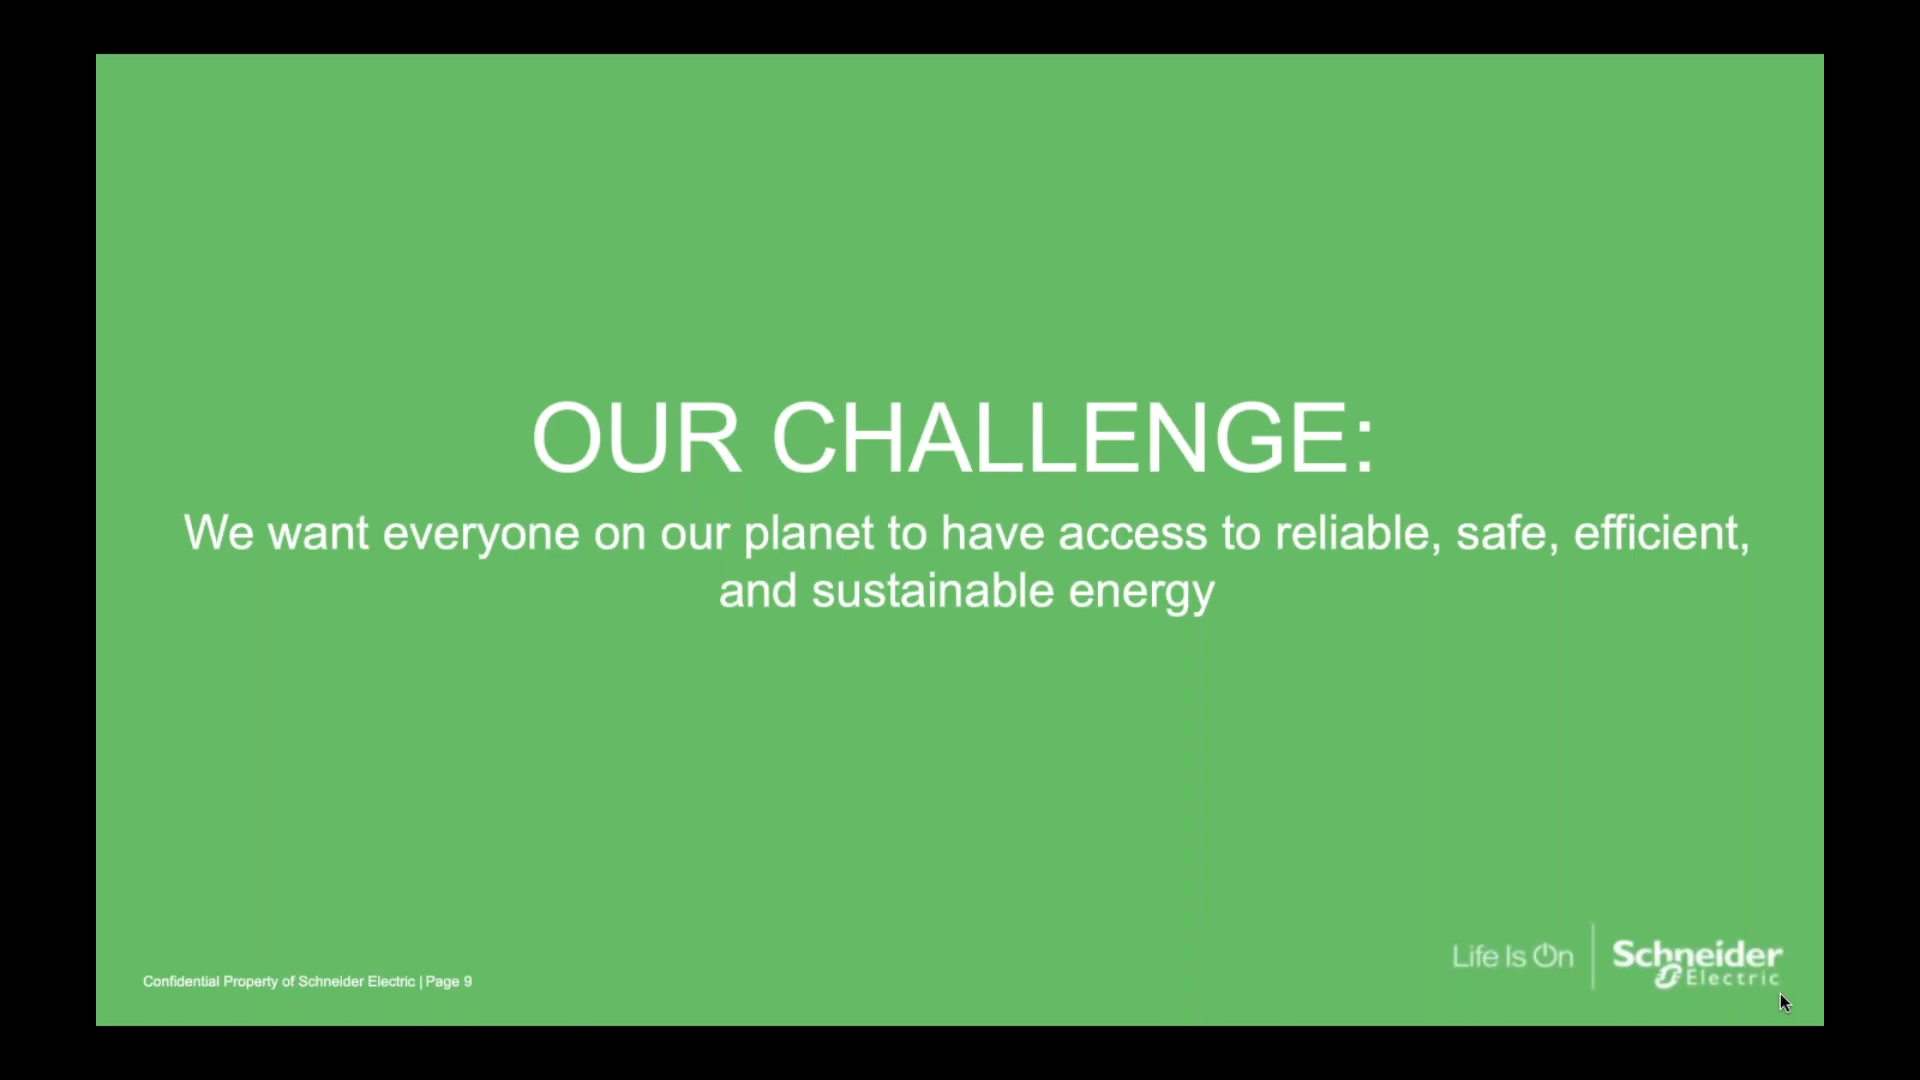 OUR CHALLENGE:
We want everyone on our planet to have access to reliable, safe, efficient,
and sustainable energy
Confidential Property of Schneider Electric | Page 9
Life Is On
Schneider
Electric